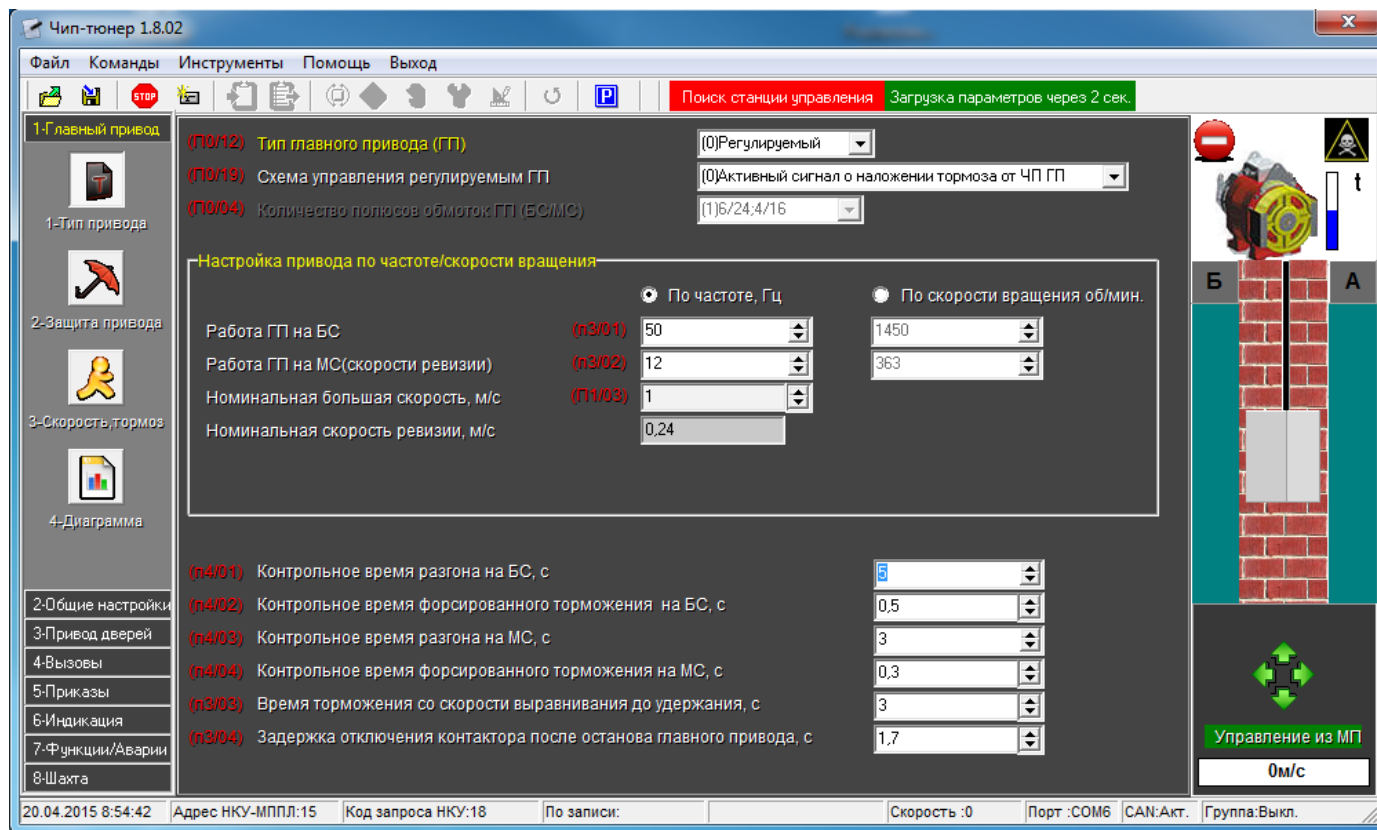 Чип-тюнер 1.8.02
Файл Команды Инструменты Помощь Выход
STOP P Поиск станции управления Загрузка параметров через 2 сек.
1-Главный привод
1-Тип привода
2-Защита привода
3-Скорость,тормоз
4-Диаграмма
2-Общие настройки
3-Привод дверей
4-Вызовы
5-Приказы
6-Индикация
7-Функции/Аварии
8-Шахта
(П0/12) Тип главного привода (ГП) (0)Регулируемый
(П0/19) Схема управления регулируемым ГП (0)Активный сигнал о наложении тормоза от ЧП ГП
(П0/04) Количество полюсов обмоток ГП (БС/МС) (1)6/24;4/16
Настройка привода по частоте/скорости вращения
По частоте, Гц По скорости вращения об/мин.
Работа ГП на БС (п3/01) 50 1450
Работа ГП на МС(скорости ревизии) (п3/02) 12 363
Номинальная большая скорость, м/с (П1/03) 1
Номинальная скорость ревизии, м/с 0,24
(п4/01) Контрольное время разгона на БС, с 5
(п4/02) Контрольное время форсированного торможения на БС, с 0,5
(п4/03) Контрольное время разгона на МС, с 3
(п4/04) Контрольное время форсированного торможения на МС, с 0,3
(п3/03) Время торможения со скорости выравнивания до удержания, с 3
(п3/04) Задержка отключения контактора после останова главного привода, с 1,7
t
Б А
Управление из МП
0м/с
20.04.2015 8:54:42 Адрес НКУ-МППЛ:15 Код запроса НКУ:18 По записи: Скорость :0 Порт :COM6 CAN:Акт. Группа:Выкл.